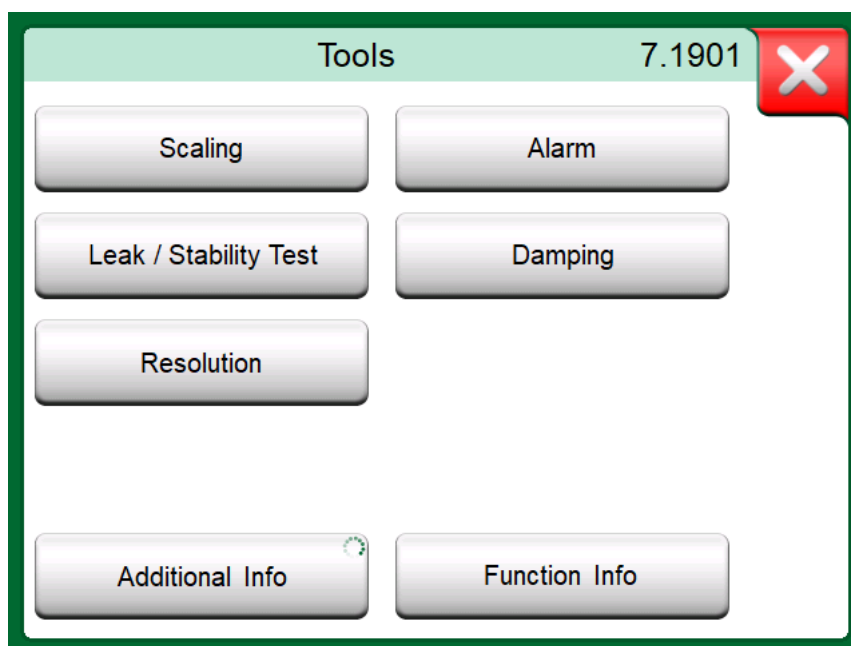 Tools 7.1901
Scaling
Alarm
Leak / Stability Test
Damping
Resolution
Additional Info
Function Info